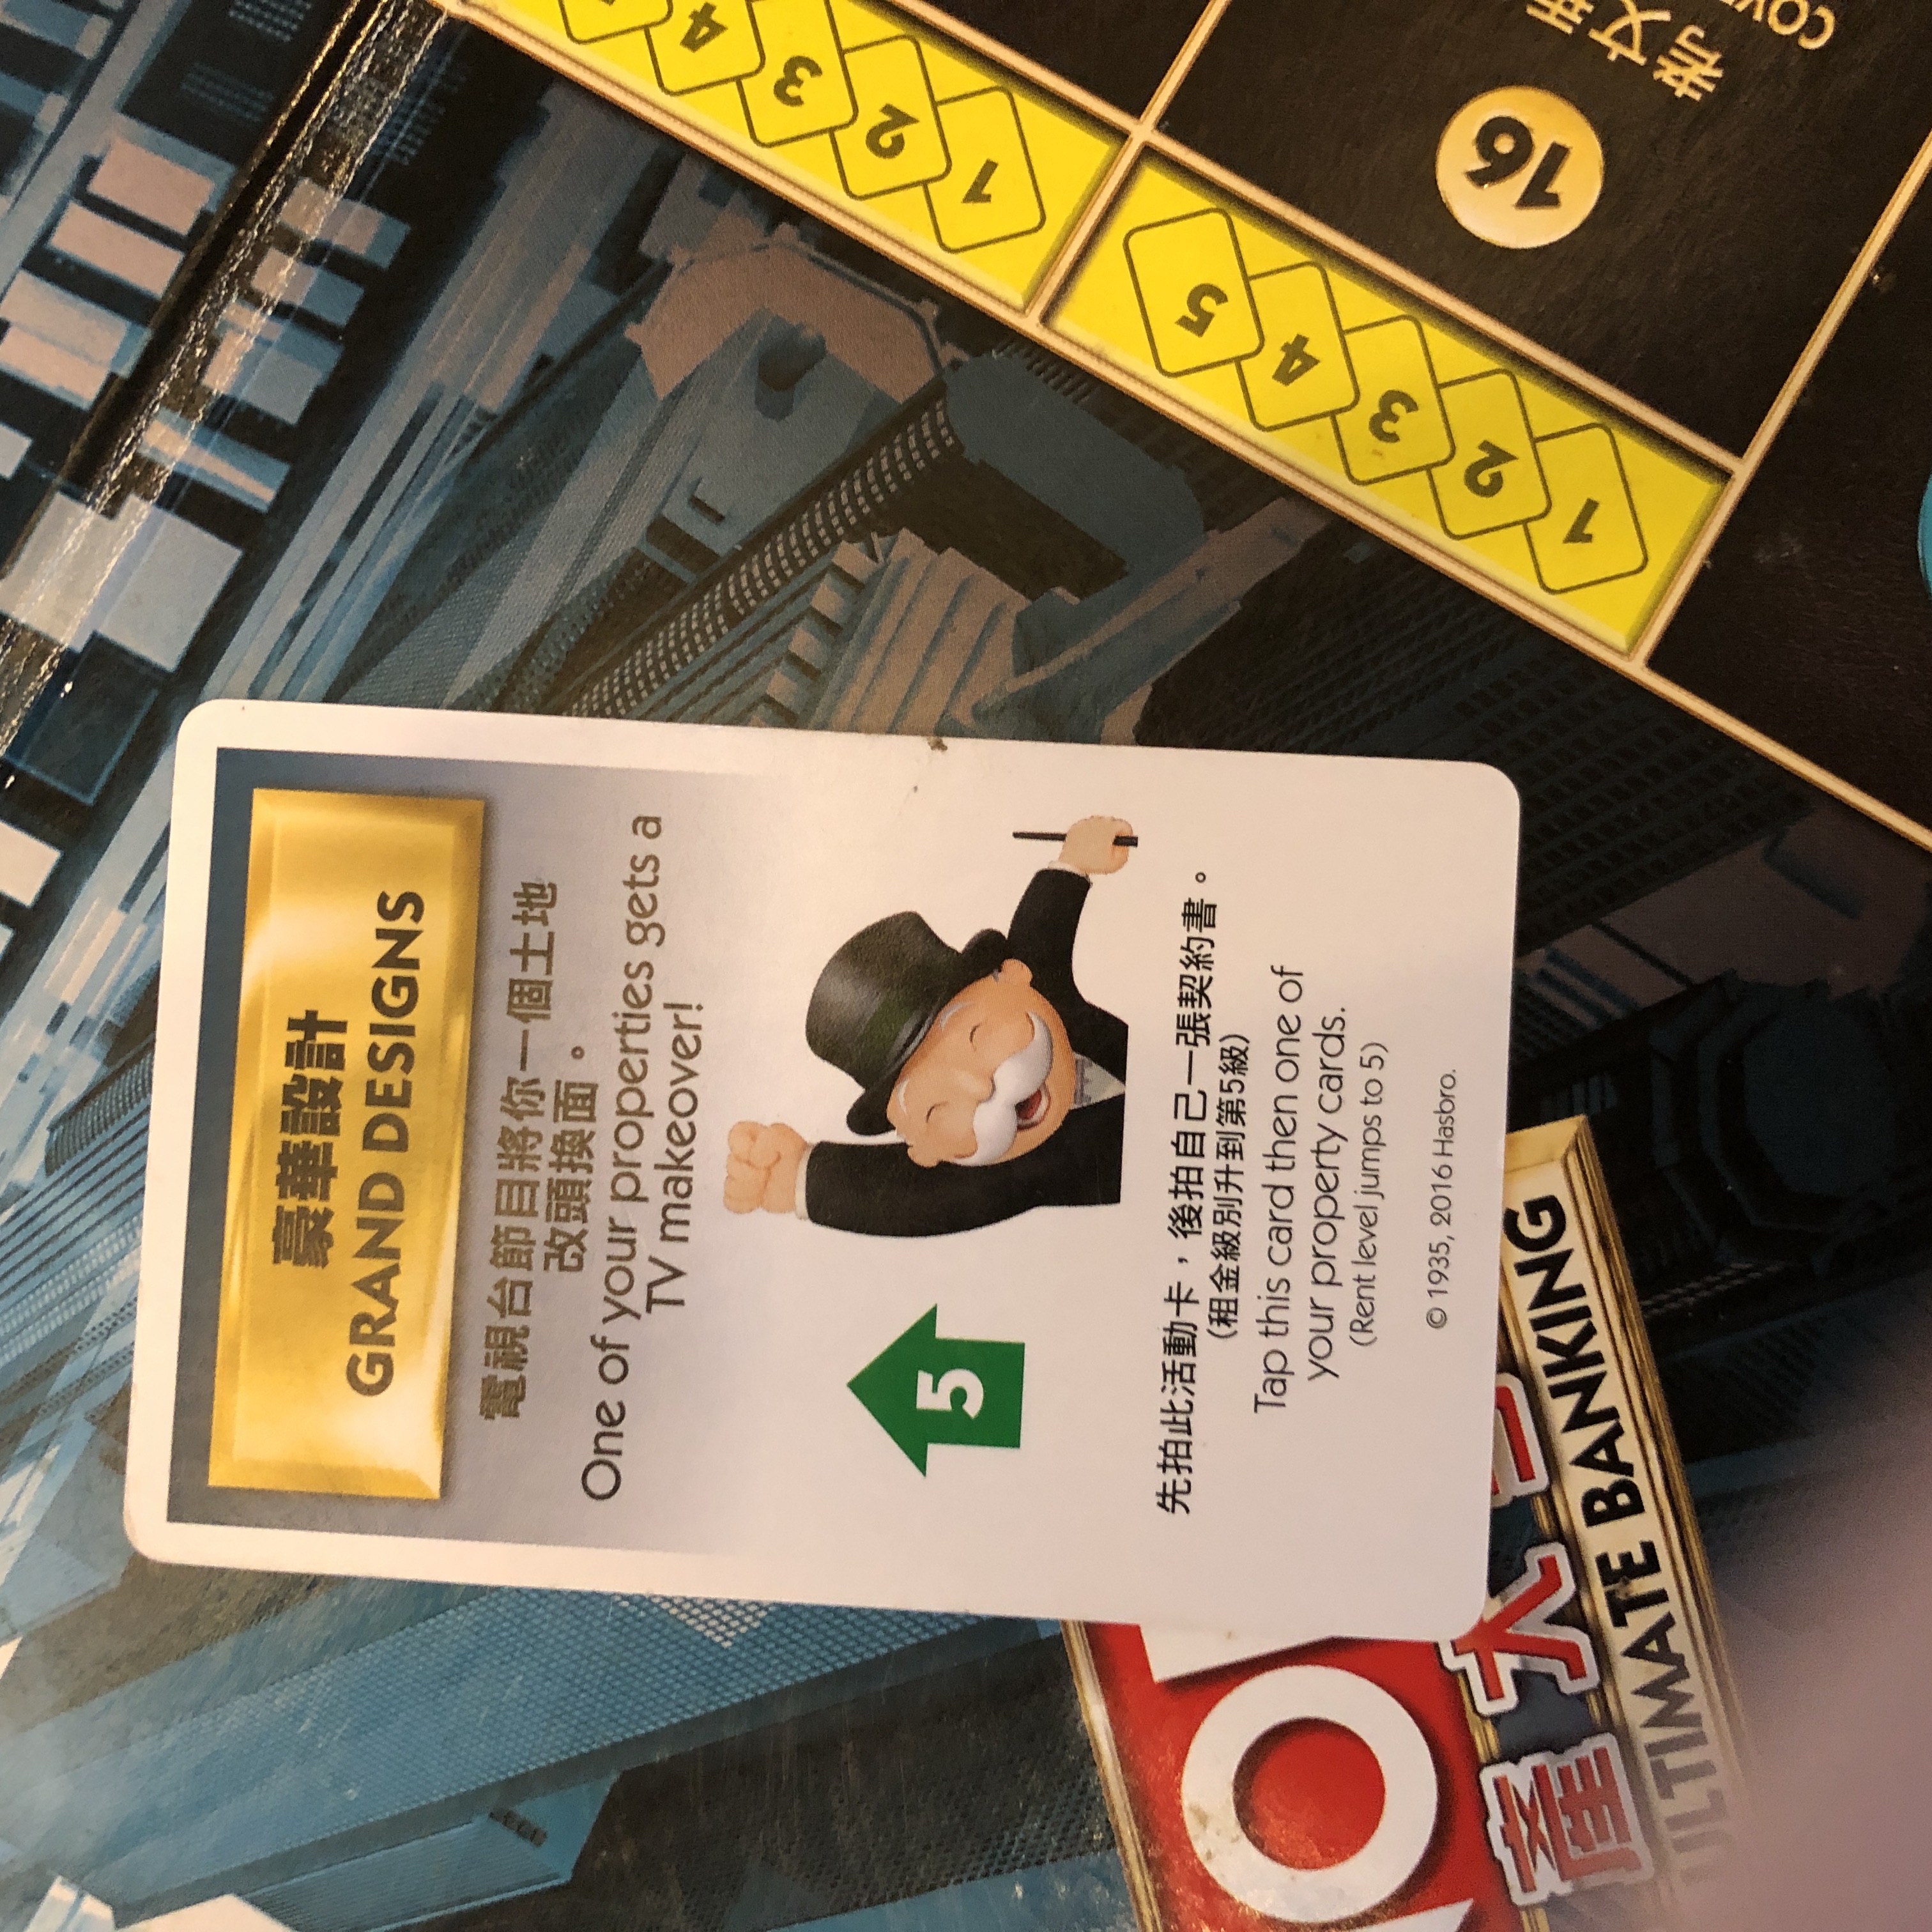 豪華設計
GRAND DESIGNS
電視台節目將你一個土地
改頭換面。
One of your properties gets a
TV makeover!
5
先拍此活動卡，後拍自己一張契約書。
(租金級別升到第5級)
Tap this card then one of
your property cards.
(Rent level jumps to 5)
© 1935, 2016 Hasbro.
產大
ULTIMATE BANKING
1 2 3 4
1 2 3 4 5
16
考文